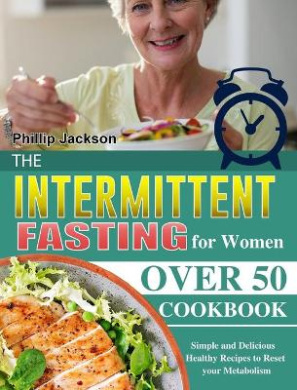 Phillip Jackson
THE
INTERMITTENT
FASTING for Women
OVER 50
COOKBOOK
Simple and Delicious
Healthy Recipes to Reset
your Metabolism